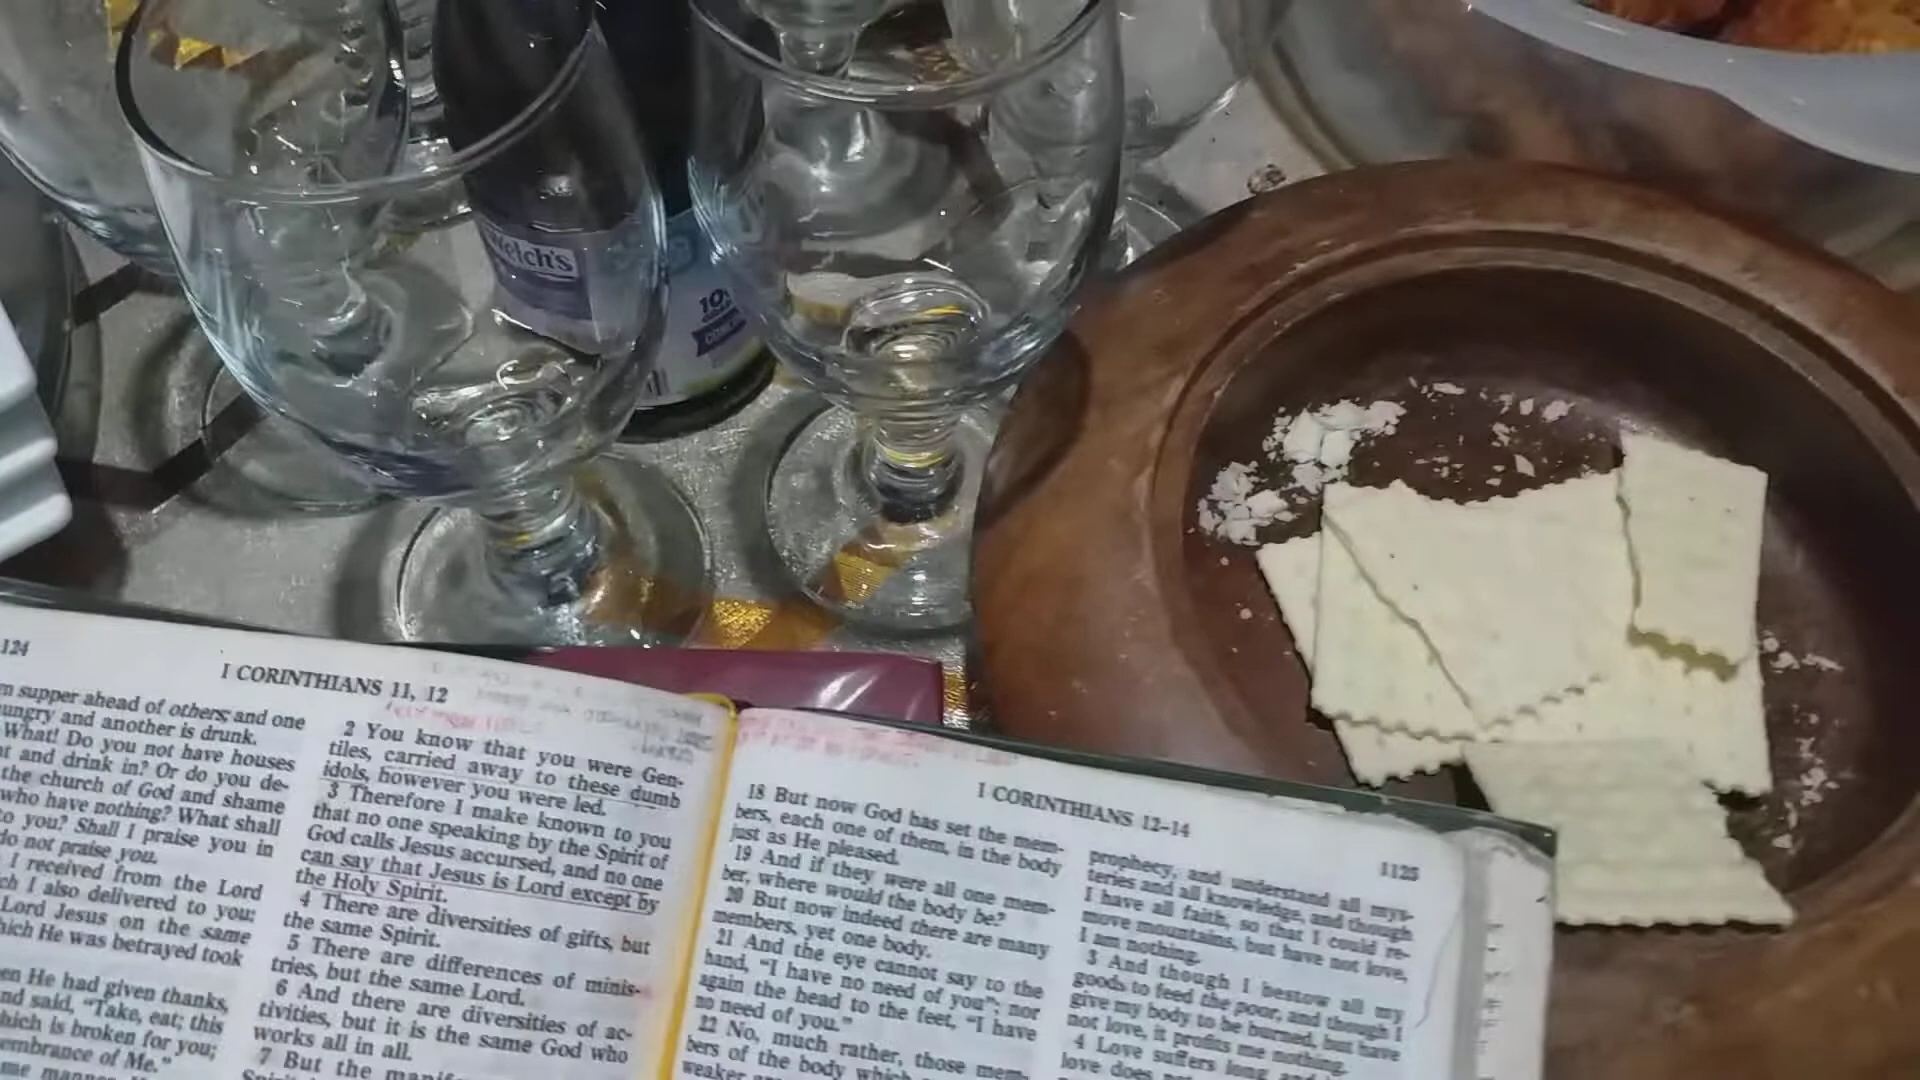 Welch's
10
124
I CORINTHIANS 11, 12
supper ahead of others; and one
and another is drunk.
What! Do you not have houses
and drink in? Or do you de-
the church of God and shame
who have nothing? What shall
to you? Shall I praise you in
do not praise you.
I received from the Lord
I also delivered to you:
Lord Jesus on the same
He was betrayed took
He had given thanks,
said, "Take, eat; this
is broken for you;
of Me."
2 You know that you were Gen-
tiles, carried away to these dumb
idols, however you were led.
3 Therefore I make known to you
that no one speaking by the Spirit of
God calls Jesus accursed, and no one
can say that Jesus is Lord except by
the Holy Spirit.
4 There are diversities of gifts, but
the same Spirit.
5 There are differences of minis-
tries, but the same Lord.
6 And there are diversities of ac-
tivities, but it is the same God who
works all in all.
7 But the
I CORINTHIANS 12–14
1125
18 But now God has set the mem-
bers, each one of them, in the body
just as He pleased.
19 And if they were all one mem-
ber, where would the body be?
20 But now indeed there are many
members, yet one body.
21 And the eye cannot say to the
hand, "I have no need of you"; nor
again the head to the feet, "I have
no need of you."
22 No, much rather, those mem-
bers of the body which
weaker
prophecy, and understand all mys-
teries and all knowledge, and though
I have all faith, so that I could re-
move mountains, but have not love,
I am nothing.
3 And though I bestow all my
goods to feed the poor, and though I
give my body to be burned, but have
not love, it profits me nothing.
4 Love suffers long
love does